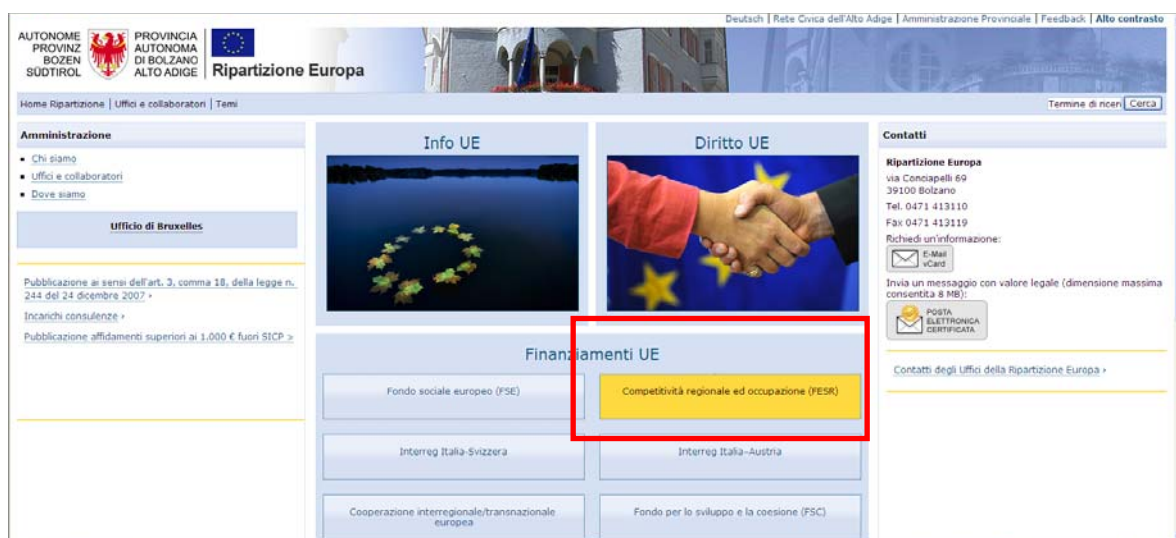 Deutsch | Rete Civica dell'Alto Adige | Amministrazione Provinciale | Feedback | Alto contrasto
AUTONOME
PROVINZ
BOZEN
SÜDTIROL
PROVINCIA
AUTONOMA
DI BOLZANO
ALTO ADIGE
Ripartizione Europa
Home Ripartizione | Uffici e collaboratori | Temi
Termine di ricer
Cerca
Amministrazione
Chi siamo
Uffici e collaboratori
Dove siamo
Ufficio di Bruxelles
Pubblicazione ai sensi dell'art. 3, comma 18, della legge n.
244 del 24 dicembre 2007 ›
Incarichi consulenze ›
Pubblicazione affidamenti superiori ai 1.000 € fuori SICP >
Info UE
Diritto UE
Finanziamenti UE
Fondo sociale europeo (FSE)
Competitività regionale ed occupazione (FESR)
Interreg Italia-Svizzera
Interreg Italia–Austria
Cooperazione interregionale/transnazionale
europea
Fondo per lo sviluppo e la coesione (FSC)
Contatti
Ripartizione Europa
via Conciapelli 69
39100 Bolzano
Tel. 0471 413110
Fax 0471 413119
Richiedi un'informazione:
E-Mail
vCard
Invia un messaggio con valore legale (dimensione massima
consentita 8 MB):
POSTA
ELETTRONICA
CERTIFICATA
Contatti degli Uffici della Ripartizione Europa ›